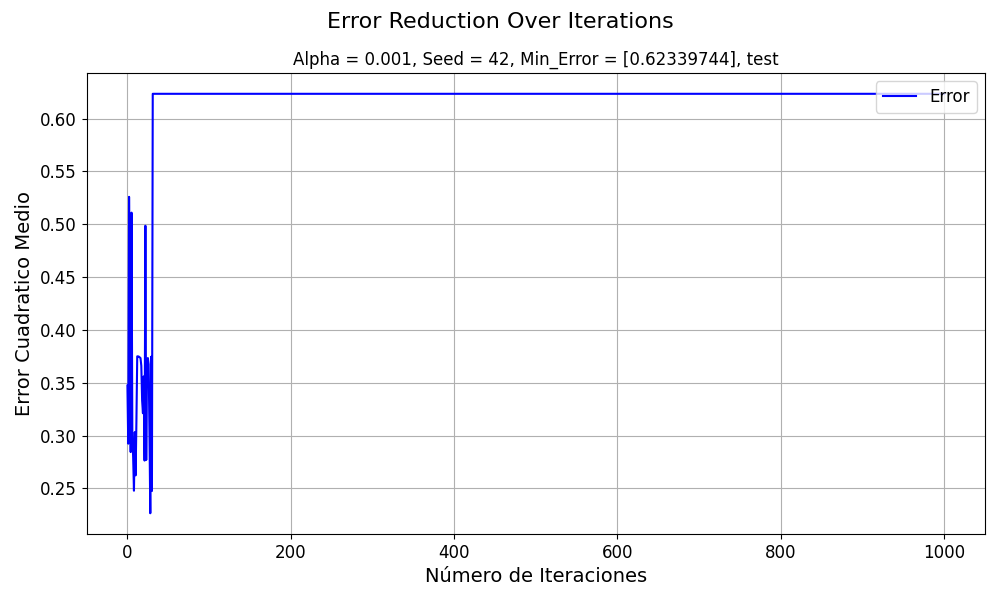 Error Reduction Over Iterations
Alpha = 0.001, Seed = 42, Min_Error = [0.62339744], test
Error
0.60
0.55
0.50
0.45
0.40
0.35
0.30
0.25
Error Cuadratico Medio
0 200 400 600 800 1000
Número de Iteraciones